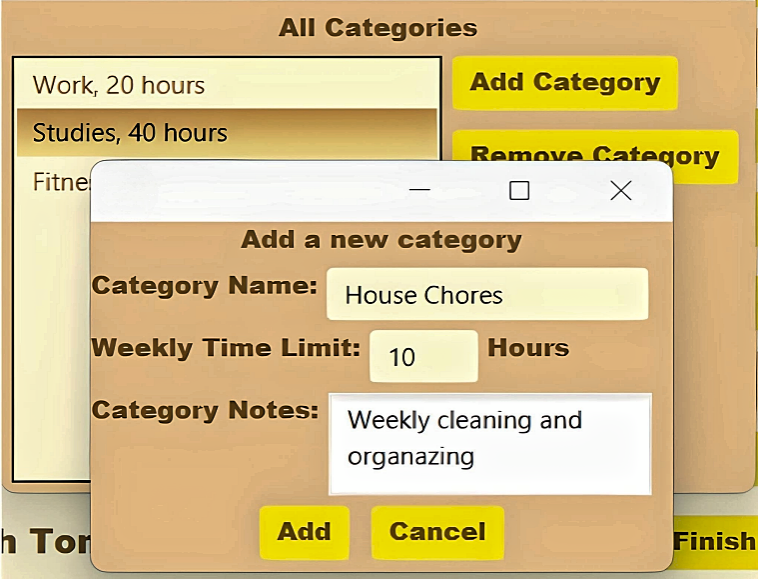 All Categories
Work, 20 hours
Add Category
Studies, 40 hours
Remove Category
Add a new category
Category Name: House Chores
Weekly Time Limit: 10 Hours
Category Notes: Weekly cleaning and
organazing
Add Cancel
Finish